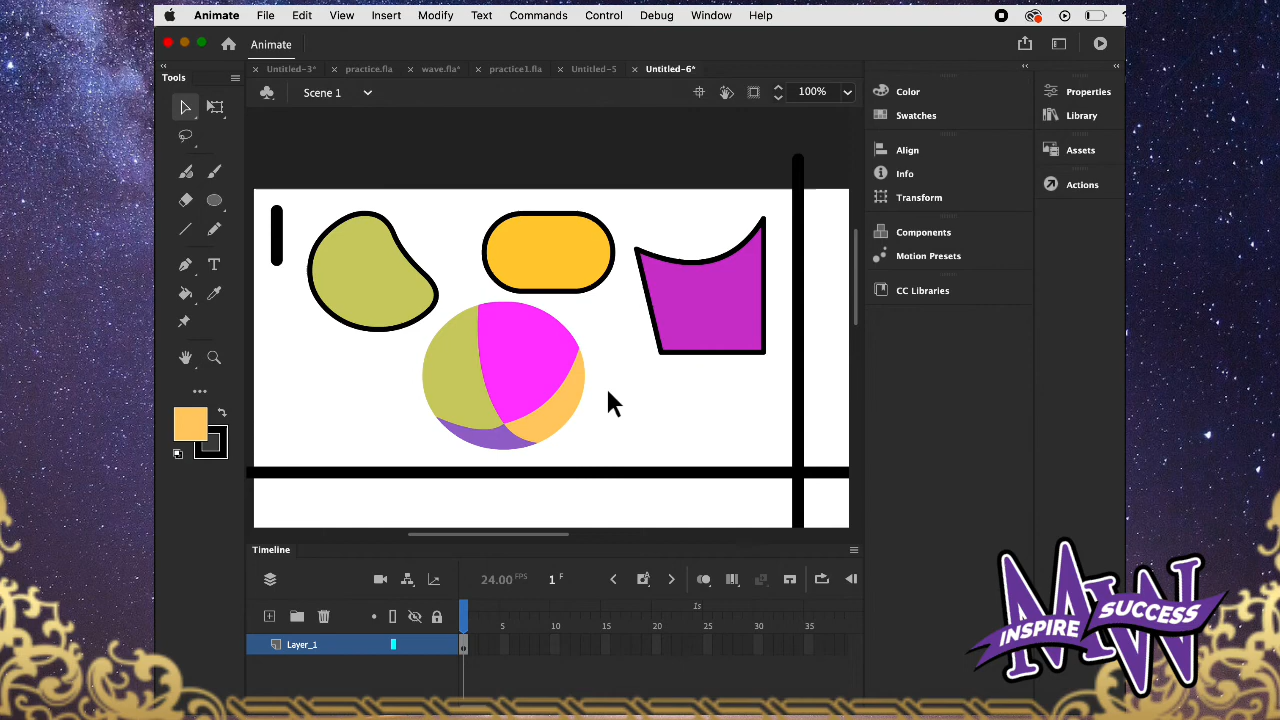 Animate File Edit View Insert Modify Text Commands Control Debug Window Help
Animate
Tools
Untitled-3* practice.fla wave.fla* practice1.fla Untitled-5 Untitled-6*
Scene 1 100%
Color
Swatches
Align
Info
Transform
Components
Motion Presets
CC Libraries
Properties
Library
Assets
Actions
Timeline
24.00 FPS 1 F
1s
5 10 15 20 25 30 35
Layer_1
MW
INSPIRE SUCCESS